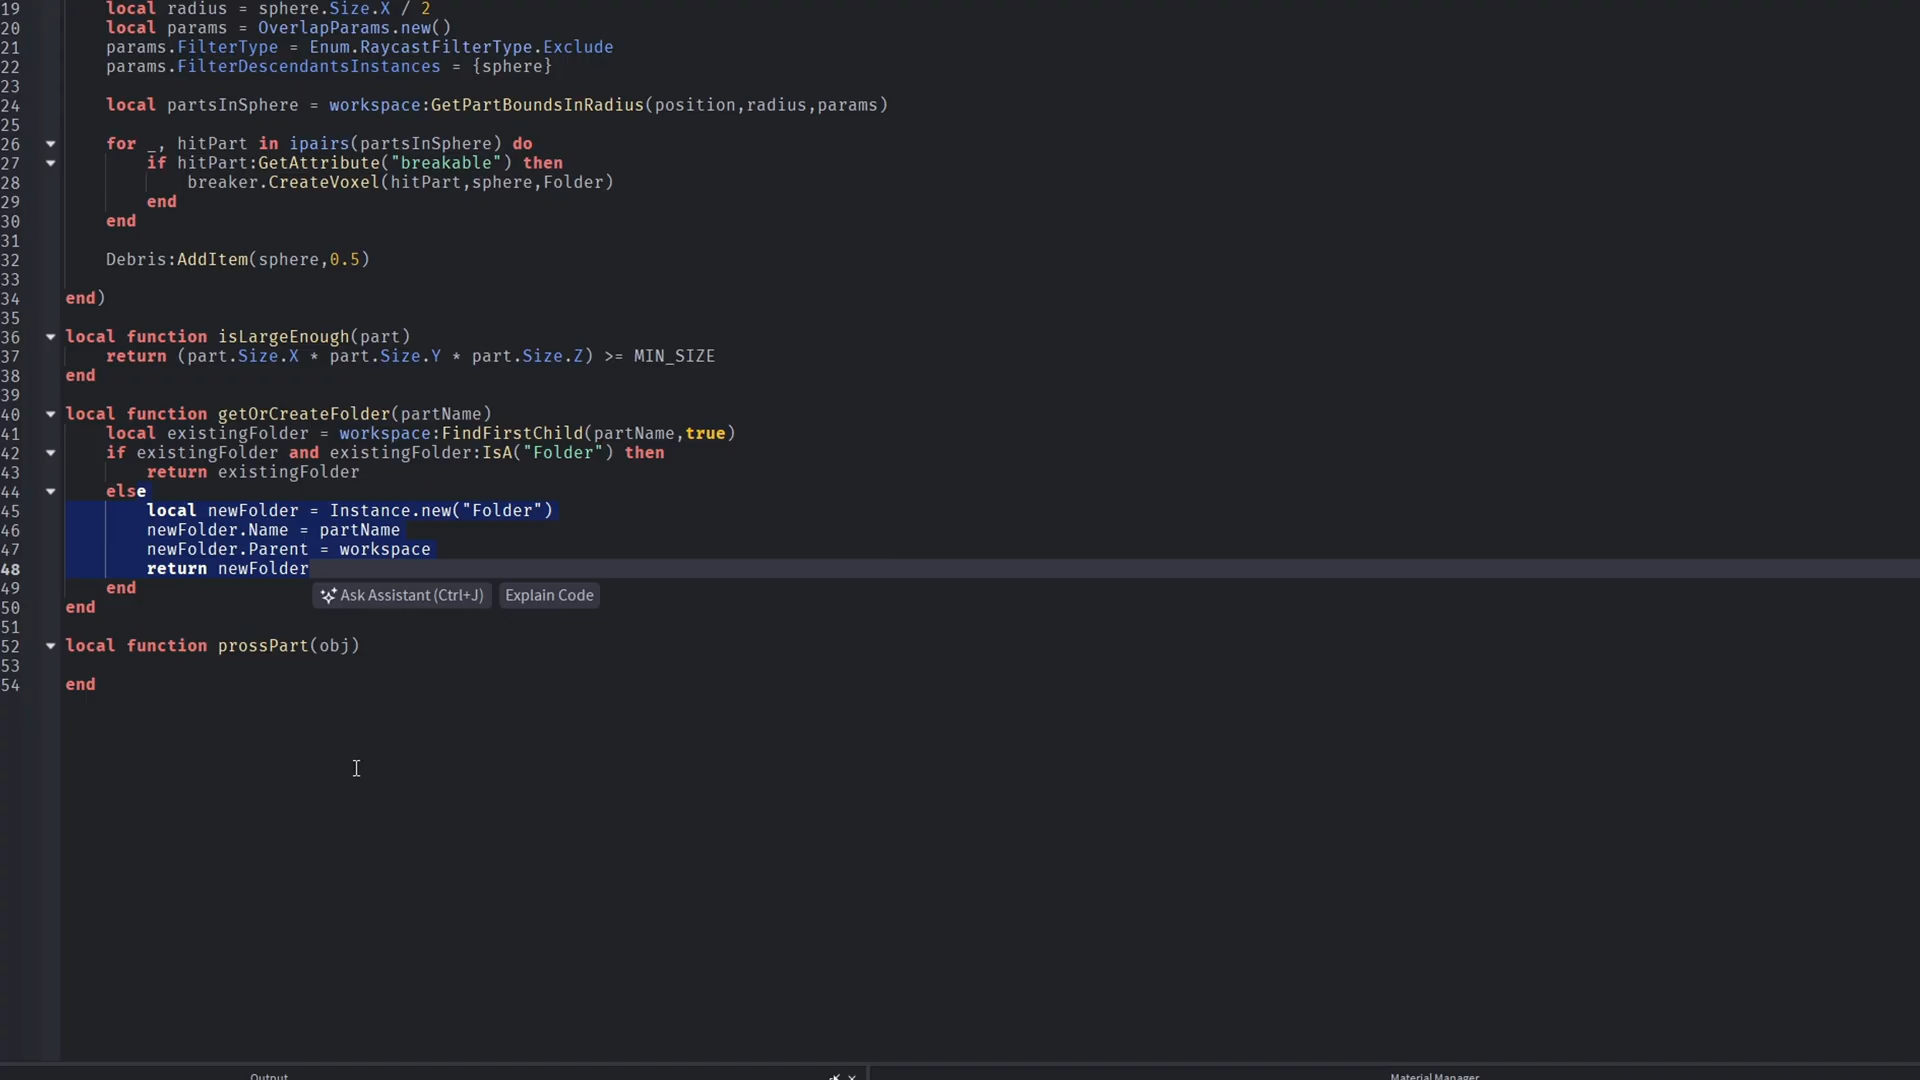 19 local radius = sphere.Size.X / 2
20 local params = OverlapParams.new()
21 params.FilterType = Enum.RaycastFilterType.Exclude
22 params.FilterDescendantsInstances = {sphere}
23
24 local partsInSphere = workspace:GetPartBoundsInRadius(position,radius,params)
25
26 for _, hitPart in ipairs(partsInSphere) do
27 if hitPart:GetAttribute("breakable") then
28 breaker.CreateVoxel(hitPart,sphere,Folder)
29 end
30 end
31
32 Debris:AddItem(sphere,0.5)
33
34 end)
35
36 local function isLargeEnough(part)
37 return (part.Size.X * part.Size.Y * part.Size.Z) >= MIN_SIZE
38 end
39
40 local function getOrCreateFolder(partName)
41 local existingFolder = workspace:FindFirstChild(partName,true)
42 if existingFolder and existingFolder:IsA("Folder") then
43 return existingFolder
44 else
45 local newFolder = Instance.new("Folder")
46 newFolder.Name = partName
47 newFolder.Parent = workspace
48 return newFolder
49 end
Ask Assistant (Ctrl+J) Explain Code
50 end
51
52 local function prossPart(obj)
53
54 end
Output Material Manager